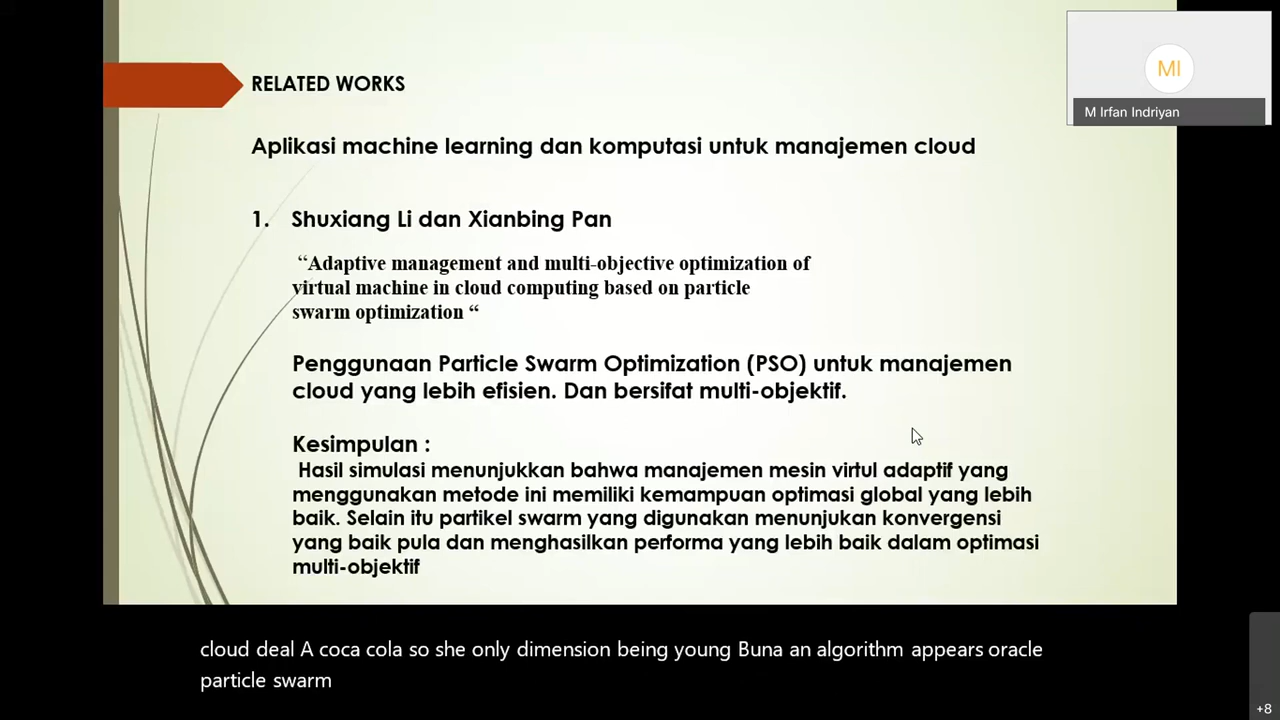 RELATED WORKS
Aplikasi machine learning dan komputasi untuk manajemen cloud
1. Shuxiang Li dan Xianbing Pan
“Adaptive management and multi-objective optimization of
virtual machine in cloud computing based on particle
swarm optimization “
Penggunaan Particle Swarm Optimization (PSO) untuk manajemen
cloud yang lebih efisien. Dan bersifat multi-objektif.
Kesimpulan :
Hasil simulasi menunjukkan bahwa manajemen mesin virtul adaptif yang
menggunakan metode ini memiliki kemampuan optimasi global yang lebih
baik. Selain itu partikel swarm yang digunakan menunjukan konvergensi
yang baik pula dan menghasilkan performa yang lebih baik dalam optimasi
multi-objektif
MI
M Irfan Indriyan
cloud deal A coca cola so she only dimension being young Buna an algorithm appears oracle
particle swarm
+8